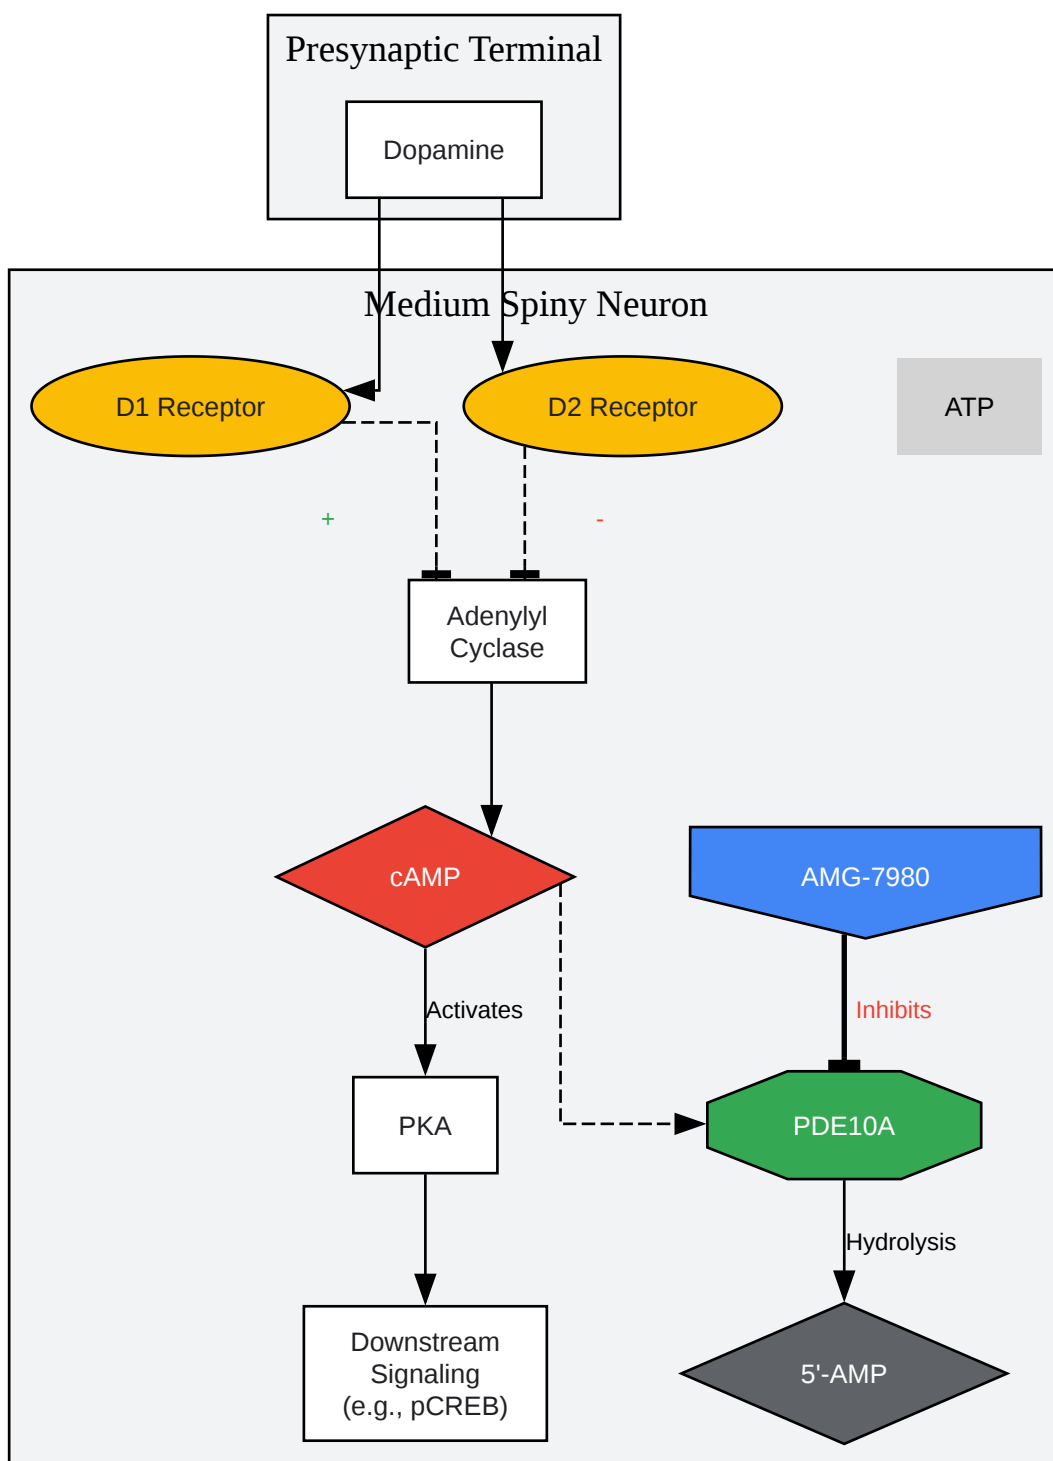 Presynaptic Terminal
Dopamine
Medium Spiny Neuron
D1 Receptor
D2 Receptor
ATP
+
-
Adenylyl
Cyclase
cAMP
AMG-7980
Activates
Inhibits
PKA
PDE10A
Hydrolysis
Downstream
Signaling
(e.g., pCREB)
5'-AMP